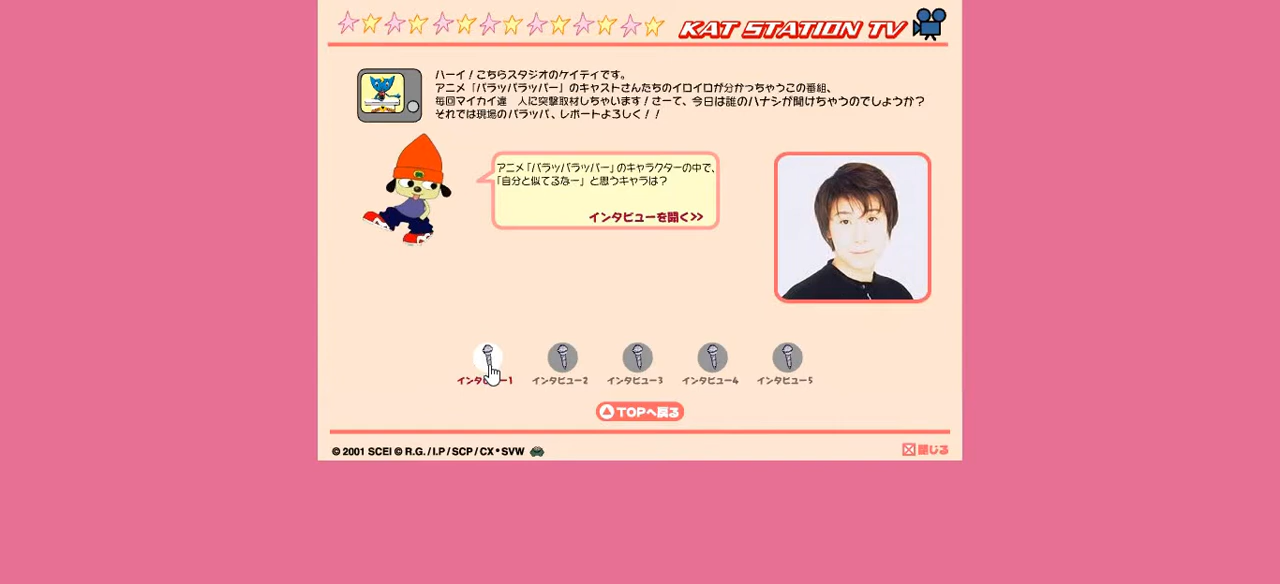 KAT STATION TV
ハーイ！こちらスタジオのケイティです。
アニメ「パラッパラッパー」のキャストさんたちのイロイロが分かっちゃうこの番組、
毎回マイカイ違　人に突撃取材しちゃいます！さーて、今日は誰のハナシが聞けちゃうのでしょうか？
それでは現場のパラッパ、レポートよろしく！！
アニメ「パラッパラッパー」のキャラクターの中で、
「自分と似てるなー」と思うキャラは？
インタビューを聞く>>
インタビュー1 インタビュー2 インタビュー3 インタビュー4 インタビュー5
TOPへ戻る
© 2001 SCEI © R.G. / I.P / SCP / CX • SVW
閉じる